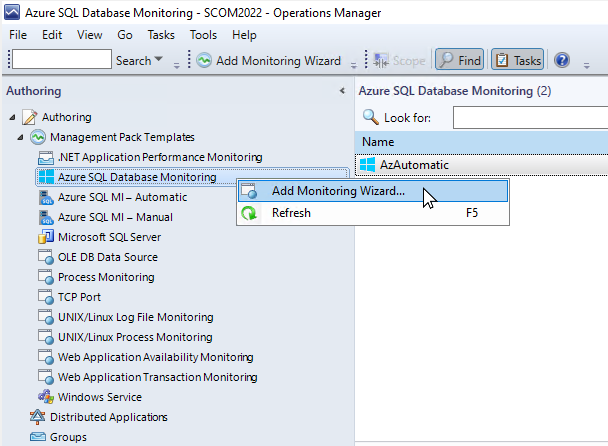 Azure SQL Database Monitoring - SCOM2022 - Operations Manager
File Edit View Go Tasks Tools Help
Search Add Monitoring Wizard Scope Find Tasks
Authoring
Authoring
Management Pack Templates
.NET Application Performance Monitoring
Azure SQL Database Monitoring
Azure SQL MI – Automatic
Azure SQL MI – Manual
Microsoft SQL Server
OLE DB Data Source
Process Monitoring
TCP Port
UNIX/Linux Log File Monitoring
UNIX/Linux Process Monitoring
Web Application Availability Monitoring
Web Application Transaction Monitoring
Windows Service
Distributed Applications
Groups
Azure SQL Database Monitoring (2)
Look for:
Name
AzAutomatic
Add Monitoring Wizard...
Refresh F5